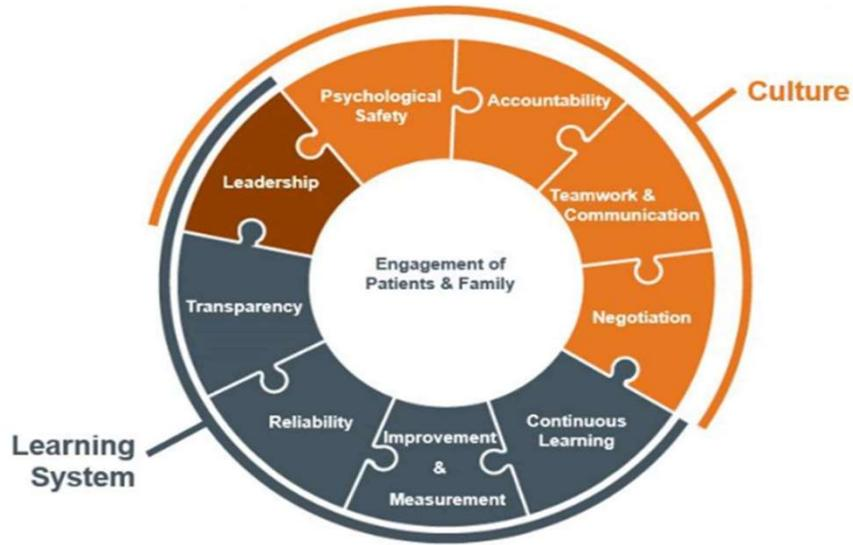 Culture
Psychological
Safety
Accountability
Leadership
Teamwork &
Communication
Engagement of
Patients & Family
Transparency
Negotiation
Reliability
Improvement
&
Measurement
Continuous
Learning
Learning
System